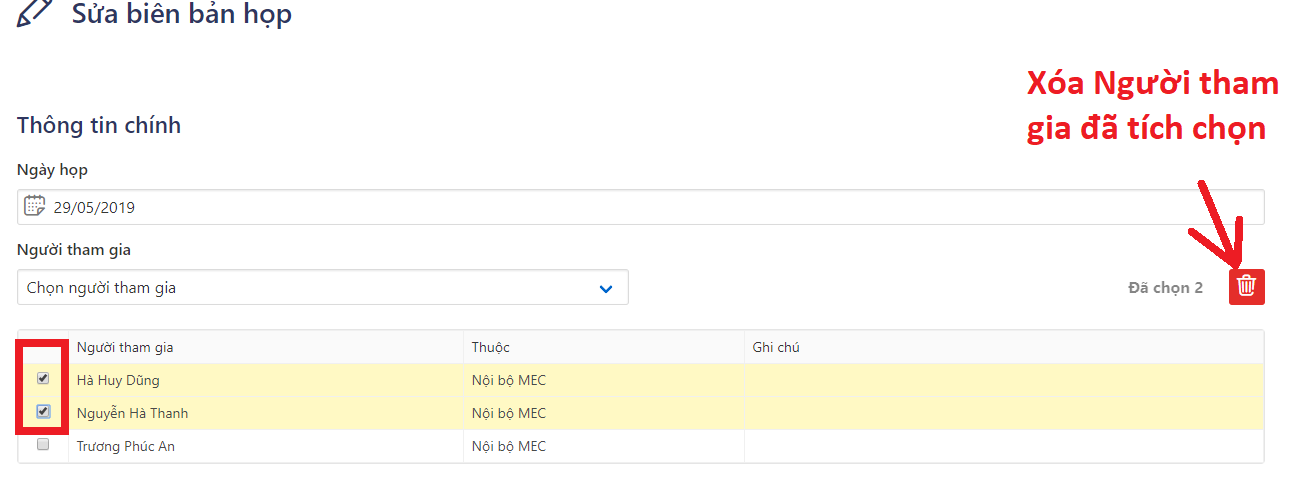 Sửa biên bản họp
Xóa Người tham
gia đã tích chọn
Thông tin chính
Ngày họp
29/05/2019
Người tham gia
Chọn người tham gia
Đã chọn 2
Người tham gia Thuộc Ghi chú
Hà Huy Dũng Nội bộ MEC
Nguyễn Hà Thanh Nội bộ MEC
Trương Phúc An Nội bộ MEC